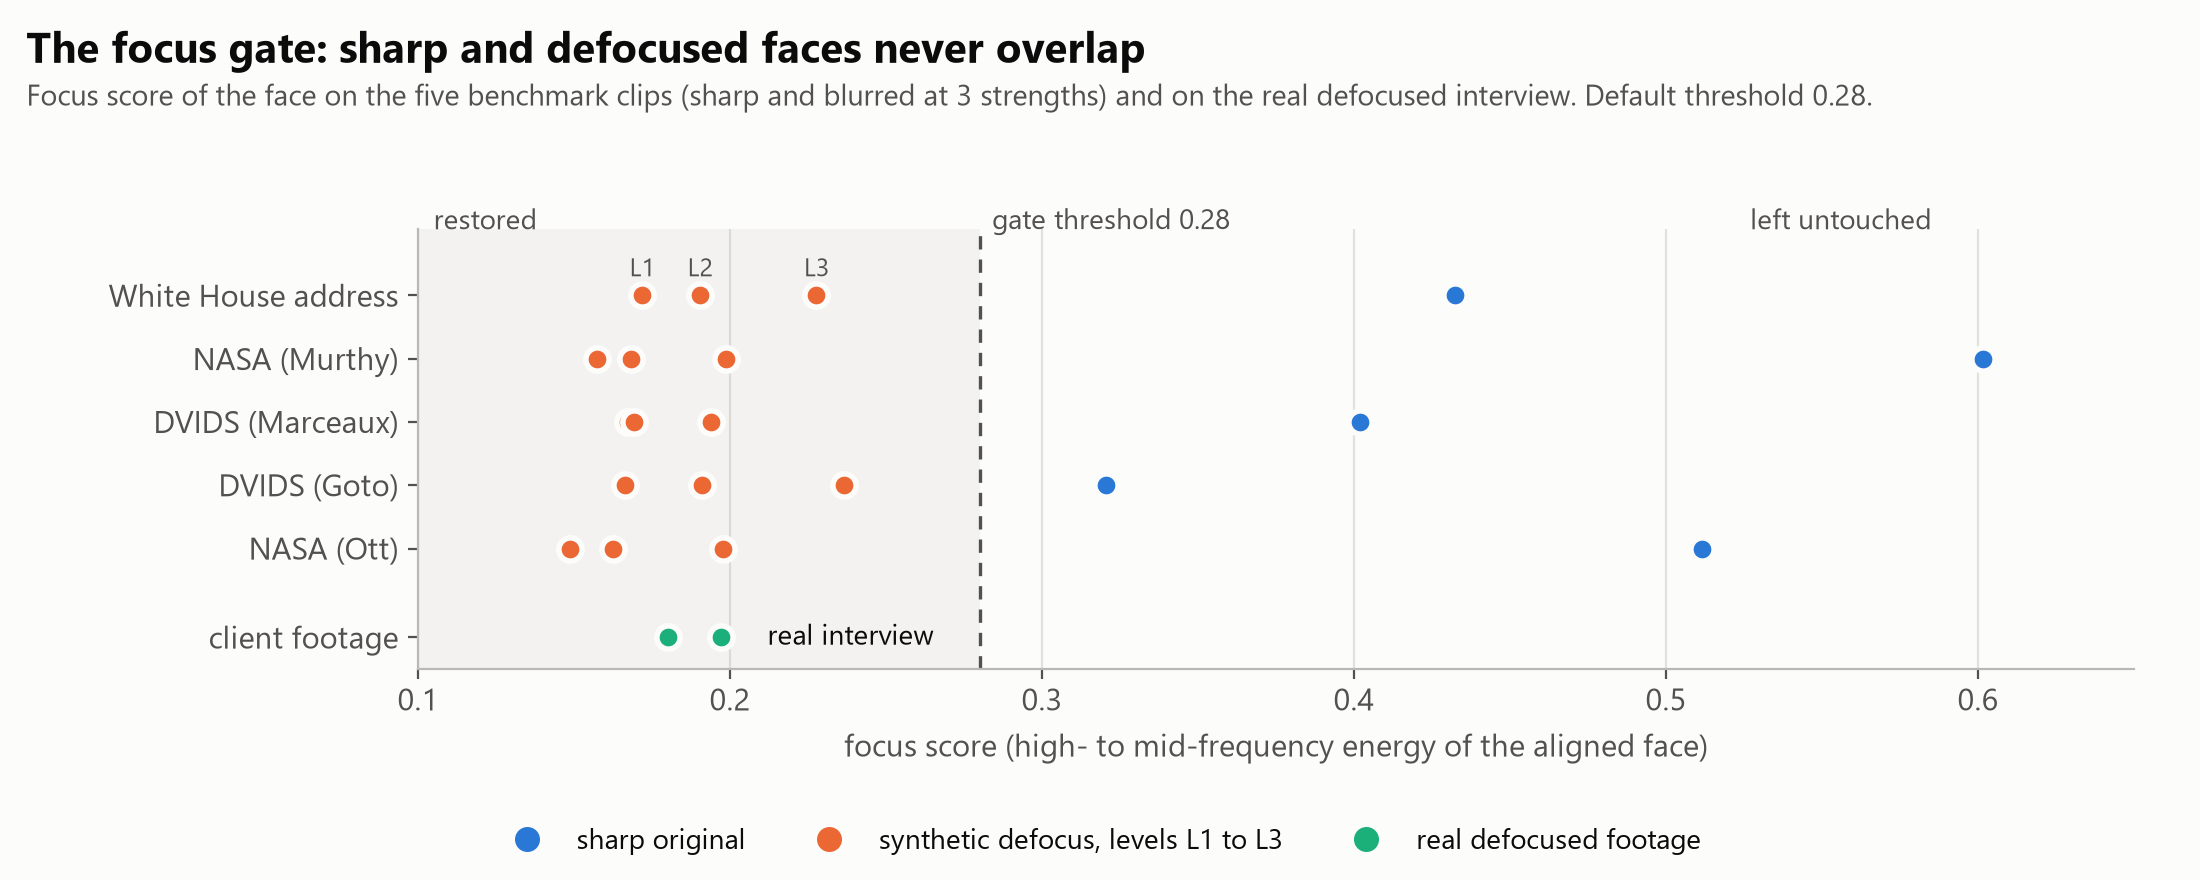 The focus gate: sharp and defocused faces never overlap
Focus score of the face on the five benchmark clips (sharp and blurred at 3 strengths) and on the real defocused interview. Default threshold 0.28.
restored
gate threshold 0.28
left untouched
L1 L2 L3
White House address
NASA (Murthy)
DVIDS (Marceaux)
DVIDS (Goto)
NASA (Ott)
client footage
real interview
0.1 0.2 0.3 0.4 0.5 0.6
focus score (high- to mid-frequency energy of the aligned face)
sharp original
synthetic defocus, levels L1 to L3
real defocused footage